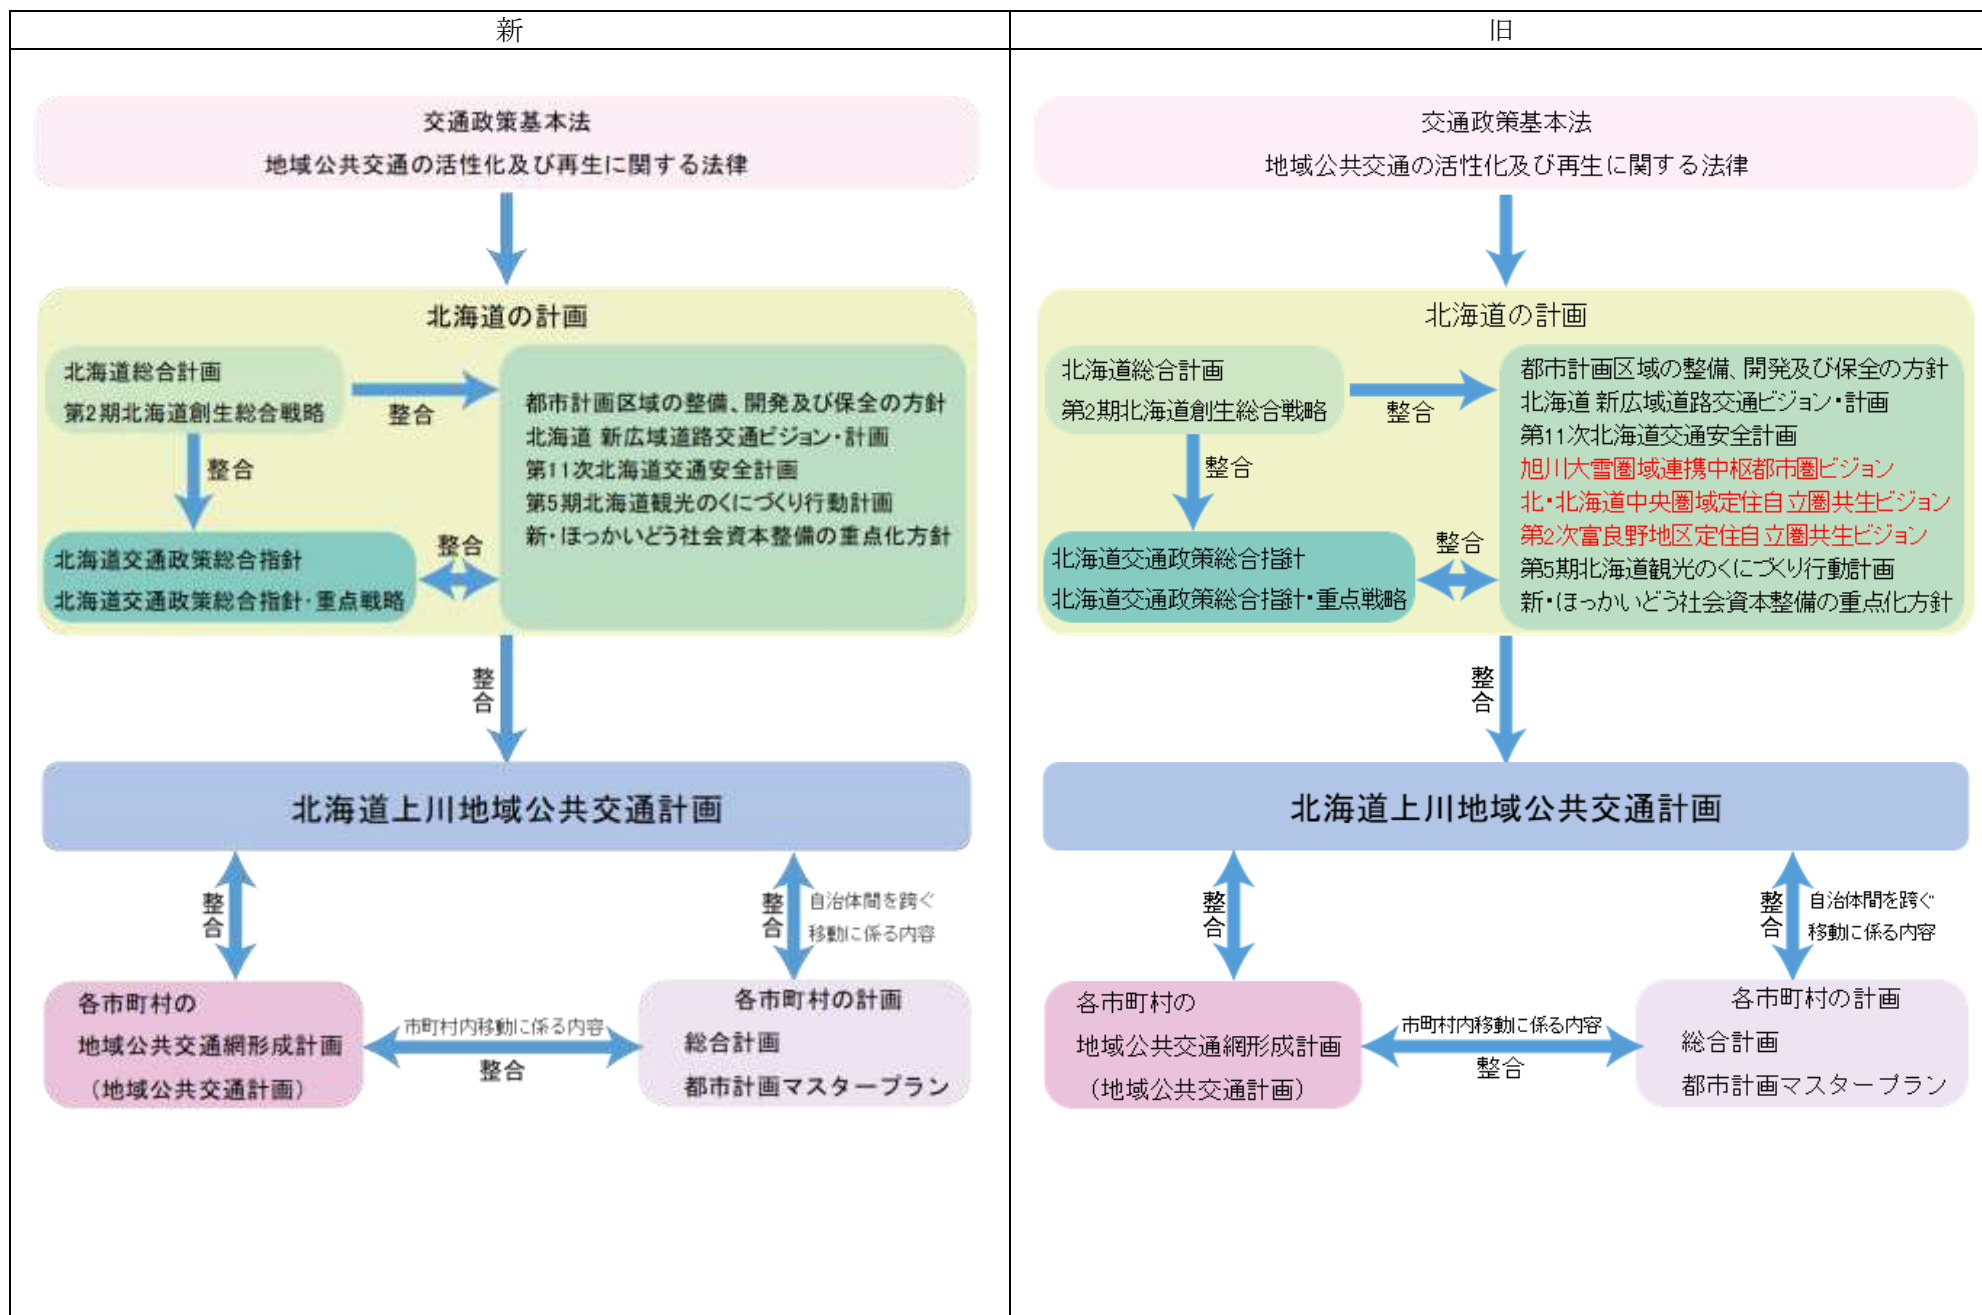 新
交通政策基本法
地域公共交通の活性化及び再生に関する法律
北海道の計画
北海道総合計画
第2期北海道創生総合戦略
整合
整合
都市計画区域の整備、開発及び保全の方針
北海道 新広域道路交通ビジョン・計画
第11次北海道交通安全計画
第5期北海道観光のくにづくり行動計画
新・ほっかいどう社会資本整備の重点化方針
整合
北海道交通政策総合指針
北海道交通政策総合指針・重点戦略
整合
北海道上川地域公共交通計画
整合
整合
自治体間を跨ぐ
移動に係る内容
各市町村の
地域公共交通網形成計画
（地域公共交通計画）
市町村内移動に係る内容
整合
各市町村の計画
総合計画
都市計画マスタープラン
旧
交通政策基本法
地域公共交通の活性化及び再生に関する法律
北海道の計画
北海道総合計画
第2期北海道創生総合戦略
整合
整合
都市計画区域の整備、開発及び保全の方針
北海道 新広域道路交通ビジョン・計画
第11次北海道交通安全計画
旭川大雪圏域連携中枢都市圏ビジョン
北・北海道中央圏域定住自立圏共生ビジョン
第2次富良野地区定住自立圏共生ビジョン
第5期北海道観光のくにづくり行動計画
新・ほっかいどう社会資本整備の重点化方針
整合
北海道交通政策総合指針
北海道交通政策総合指針・重点戦略
整合
北海道上川地域公共交通計画
整合
整合
自治体間を跨ぐ
移動に係る内容
各市町村の
地域公共交通網形成計画
（地域公共交通計画）
市町村内移動に係る内容
整合
各市町村の計画
総合計画
都市計画マスタープラン